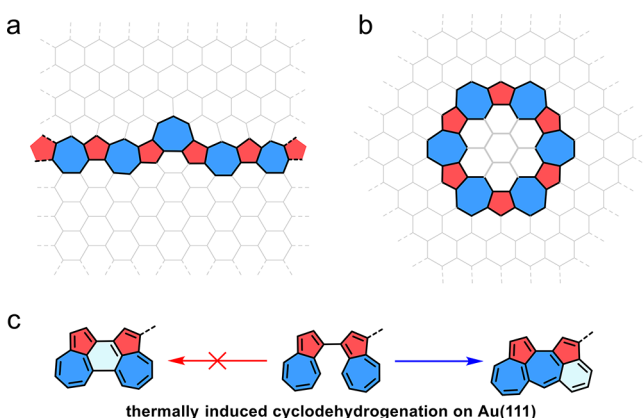 a
b
c
thermally induced cyclodehydrogenation on Au(111)